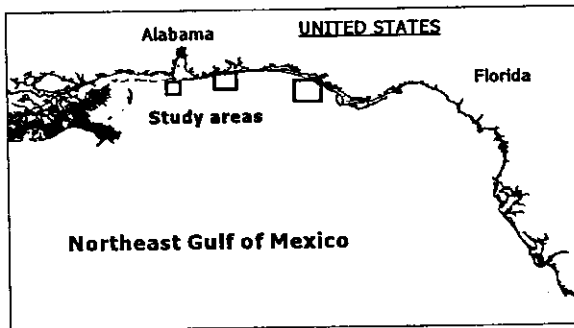 UNITED STATES
Alabama
Florida
Study areas
Northeast Gulf of Mexico